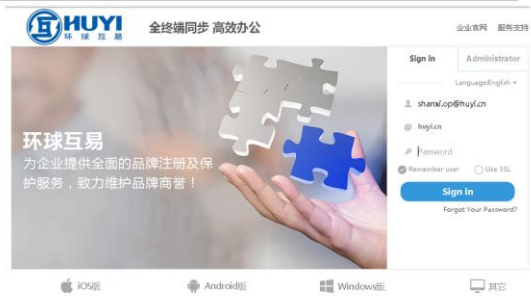 HUYI
环球互易
全终端同步 高效办公
企业官网 服务支持
Sign in Administrator
Language:English
环球互易
为企业提供全面的品牌注册及保
护服务，致力维护品牌商誉！
shanxi.op@huyi.cn
huyi.cn
Password
Remember user Use SSL
Sign in
Forgot Your Password?
iOS版 Android版 Windows版 其它